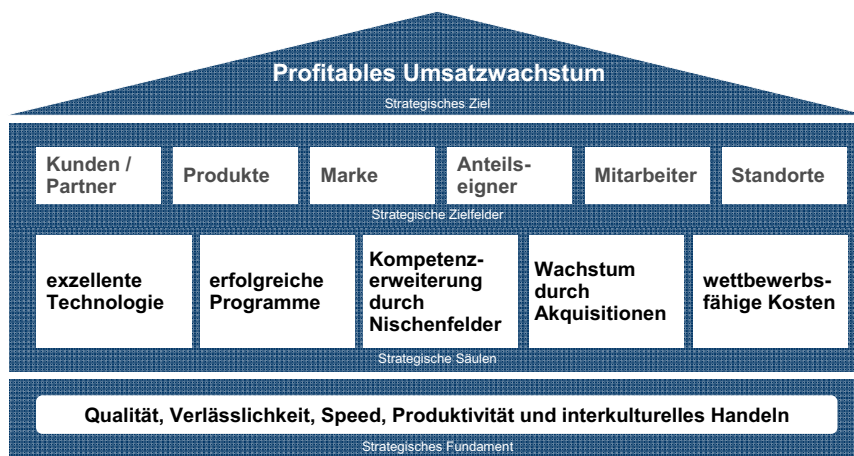 Profitables Umsatzwachstum
Strategisches Ziel
Kunden /
Partner
Produkte
Marke
Anteils-
eigner
Mitarbeiter
Standorte
Strategische Zielfelder
exzellente
Technologie
erfolgreiche
Programme
Kompetenz-
erweiterung
durch
Nischenfelder
Wachstum
durch
Akquisitionen
wettbewerbs-
fähige Kosten
Strategische Säulen
Qualität, Verlässlichkeit, Speed, Produktivität und interkulturelles Handeln
Strategisches Fundament